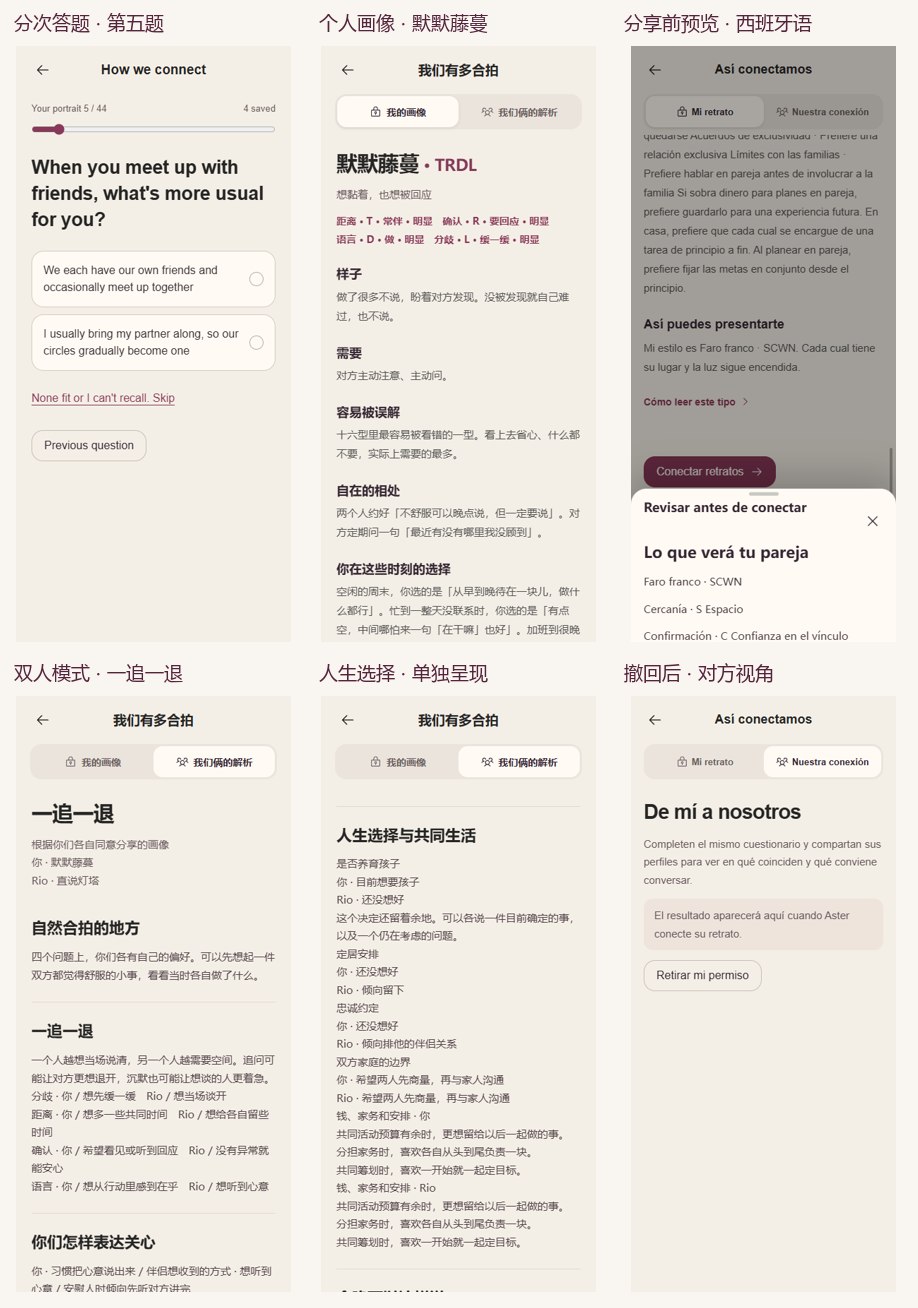 分次答题 · 第五题
How we connect
Your portrait 5 / 44
4 saved
When you meet up with
friends, what's more usual
for you?
We each have our own friends and
occasionally meet up together
I usually bring my partner along, so our
circles gradually become one
None fit or I can't recall. Skip
Previous question
个人画像 · 默默藤蔓
我们有多合拍
我的画像
我们俩的解析
默默藤蔓 • TRDL
想黏着，也想被回应
距离 • T • 常伴 • 明显 确认 • R • 要回应 • 明显
语言 • D • 做 • 明显 分歧 • L • 缓一缓 • 明显
样子
做了很多不说，盼着对方发现。没被发现就自己难
过，也不说。
需要
对方主动注意、主动问。
容易被误解
十六型里最容易被看错的一型。看上去省心、什么都
不要，实际上需要的最多。
自在的相处
两个人约好「不舒服可以晚点说，但一定要说」。对
方定期问一句「最近有没有哪里我没顾到」。
你在这些时刻的选择
空闲的周末，你选的是「从早到晚待在一块儿，做什
么都行」。忙到一整天没联系时，你选的是「有点
空，中间哪怕来一句「在干嘛」也好」。加班到很晚
分享前预览 · 西班牙语
Así conectamos
Mi retrato
Nuestra conexión
quedarse Acuerdos de exclusividad · Prefiere una
relación exclusiva Límites con las familias ·
Prefiere hablar en pareja antes de involucrar a la
familia Si sobra dinero para planes en pareja,
prefiere guardarlo para una experiencia futura. En
casa, prefiere que cada cual se encargue de una
tarea de principio a fin. Al planear en pareja,
prefiere fijar las metas en conjunto desde el
principio.
Así puedes presentarte
Mi estilo es Faro franco · SCWN. Cada cual tiene
su lugar y la luz sigue encendida.
Cómo leer este tipo
Conectar retratos
Revisar antes de conectar
Lo que verá tu pareja
Faro franco · SCWN
Cercanía · S Espacio
Confirmación · C Confianza en el vínculo
双人模式 · 一追一退
我们有多合拍
我的画像
我们俩的解析
一追一退
根据你们各自同意分享的画像
你 · 默默藤蔓
Rio · 直说灯塔
自然合拍的地方
四个问题上，你们各有自己的偏好。可以先想起一件
双方都觉得舒服的小事，看看当时各自做了什么。
一追一退
一个人越想当场说清，另一个人越需要空间。追问可
能让对方更想退开，沉默也可能让想谈的人更着急。
分歧 · 你 / 想先缓一缓 Rio / 想当场谈开
距离 · 你 / 想多一些共同时间 Rio / 想给各自留些
时间
确认 · 你 / 希望看见或听到回应 Rio / 没有异常就
能安心
语言 · 你 / 想从行动里感到在乎 Rio / 想听到心意
你们怎样表达关心
你 · 习惯把心意说出来 / 伴侣想收到的方式 · 想听到
心意 / 安慰人时倾向先听对方讲完
人生选择 · 单独呈现
我们有多合拍
我的画像
我们俩的解析
人生选择与共同生活
是否养育孩子
你 · 目前想要孩子
Rio · 还没想好
这个决定还留着余地。可以各说一件目前确定的事，
以及一个仍在考虑的问题。
定居安排
你 · 还没想好
Rio · 倾向留下
忠诚约定
你 · 还没想好
Rio · 倾向排他的伴侣关系
双方家庭的边界
你 · 希望两人先商量，再与家人沟通
Rio · 希望两人先商量，再与家人沟通
钱、家务和安排 · 你
共同活动预算有余时，更想留给以后一起做的事。
分担家务时，喜欢各自从头到尾负责一块。
共同筹划时，喜欢一开始就一起定目标。
钱、家务和安排 · Rio
共同活动预算有余时，更想留给以后一起做的事。
分担家务时，喜欢各自从头到尾负责一块。
共同筹划时，喜欢一开始就一起定目标。
撤回后 · 对方视角
Así conectamos
Mi retrato
Nuestra conexión
De mí a nosotros
Completen el mismo cuestionario y compartan sus
perfiles para ver en qué coinciden y qué conviene
conversar.
El resultado aparecerá aquí cuando Aster
conecte su retrato.
Retirar mi permiso